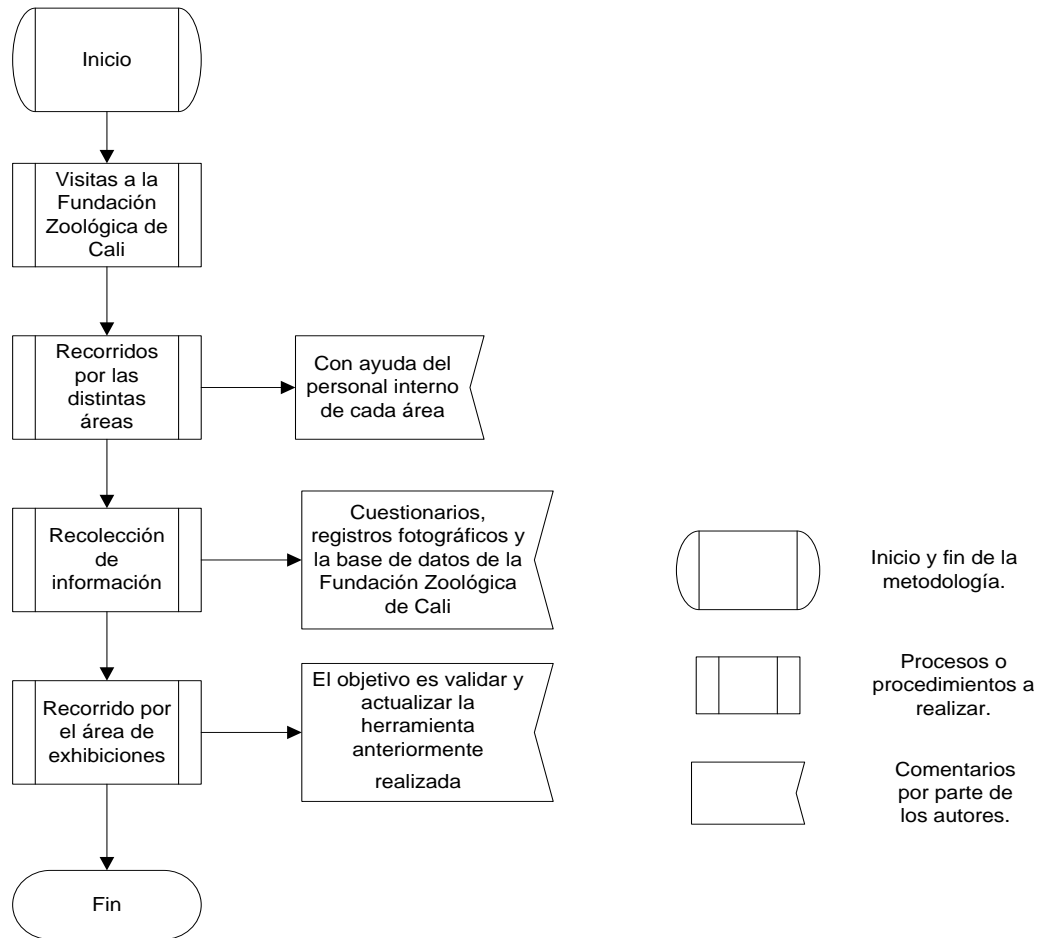 Inicio
Visitas a la
Fundación
Zoológica de
Cali
Recorridos
por las
distintas
áreas
Con ayuda del
personal interno
de cada área
Recolección
de
información
Cuestionarios,
registros fotográficos y
la base de datos de la
Fundación Zoológica
de Cali
Recorrido por
el área de
exhibiciones
El objetivo es validar y
actualizar la
herramienta
anteriormente
realizada
Fin
Inicio y fin de la
metodología.
Procesos o
procedimientos a
realizar.
Comentarios
por parte de
los autores.